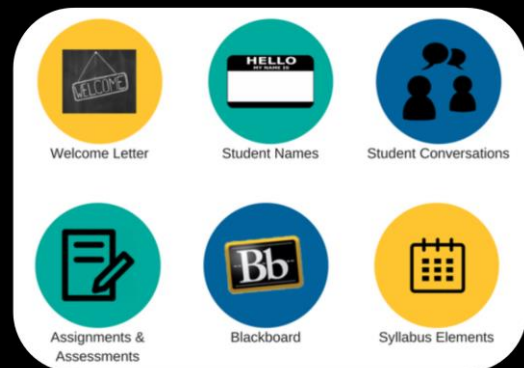 WELCOME
HELLO
MY NAME IS
Welcome Letter
Student Names
Student Conversations
Bb
Assignments &
Assessments
Blackboard
Syllabus Elements